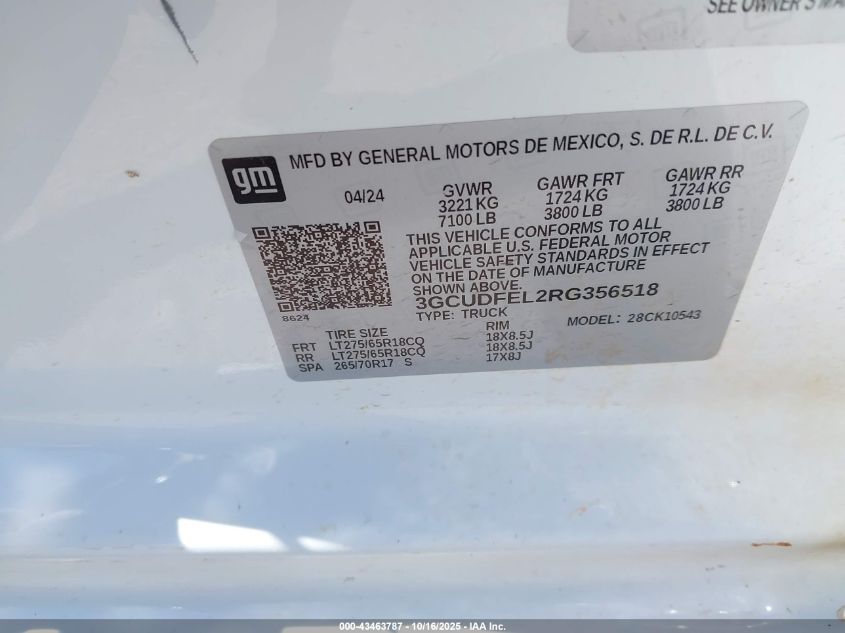 SEE OWNER'S MA
gm
MFD BY GENERAL MOTORS DE MEXICO, S. DE R.L. DE C.V.
04/24
GVWR
3221 KG
7100 LB
GAWR FRT
1724 KG
3800 LB
GAWR RR
1724 KG
3800 LB
THIS VEHICLE CONFORMS TO ALL
APPLICABLE U.S. FEDERAL MOTOR
VEHICLE SAFETY STANDARDS IN EFFECT
ON THE DATE OF MANUFACTURE
SHOWN ABOVE.
3GCUDFEL2RG356518
8624
TYPE: TRUCK
MODEL: 28CK10543
TIRE SIZE RIM
FRT LT275/65R18CQ 18X8.5J
RR LT275/65R18CQ 18X8.5J
SPA 265/70R17 S 17X8J
000-43463787 - 10/16/2025 - IAA Inc.